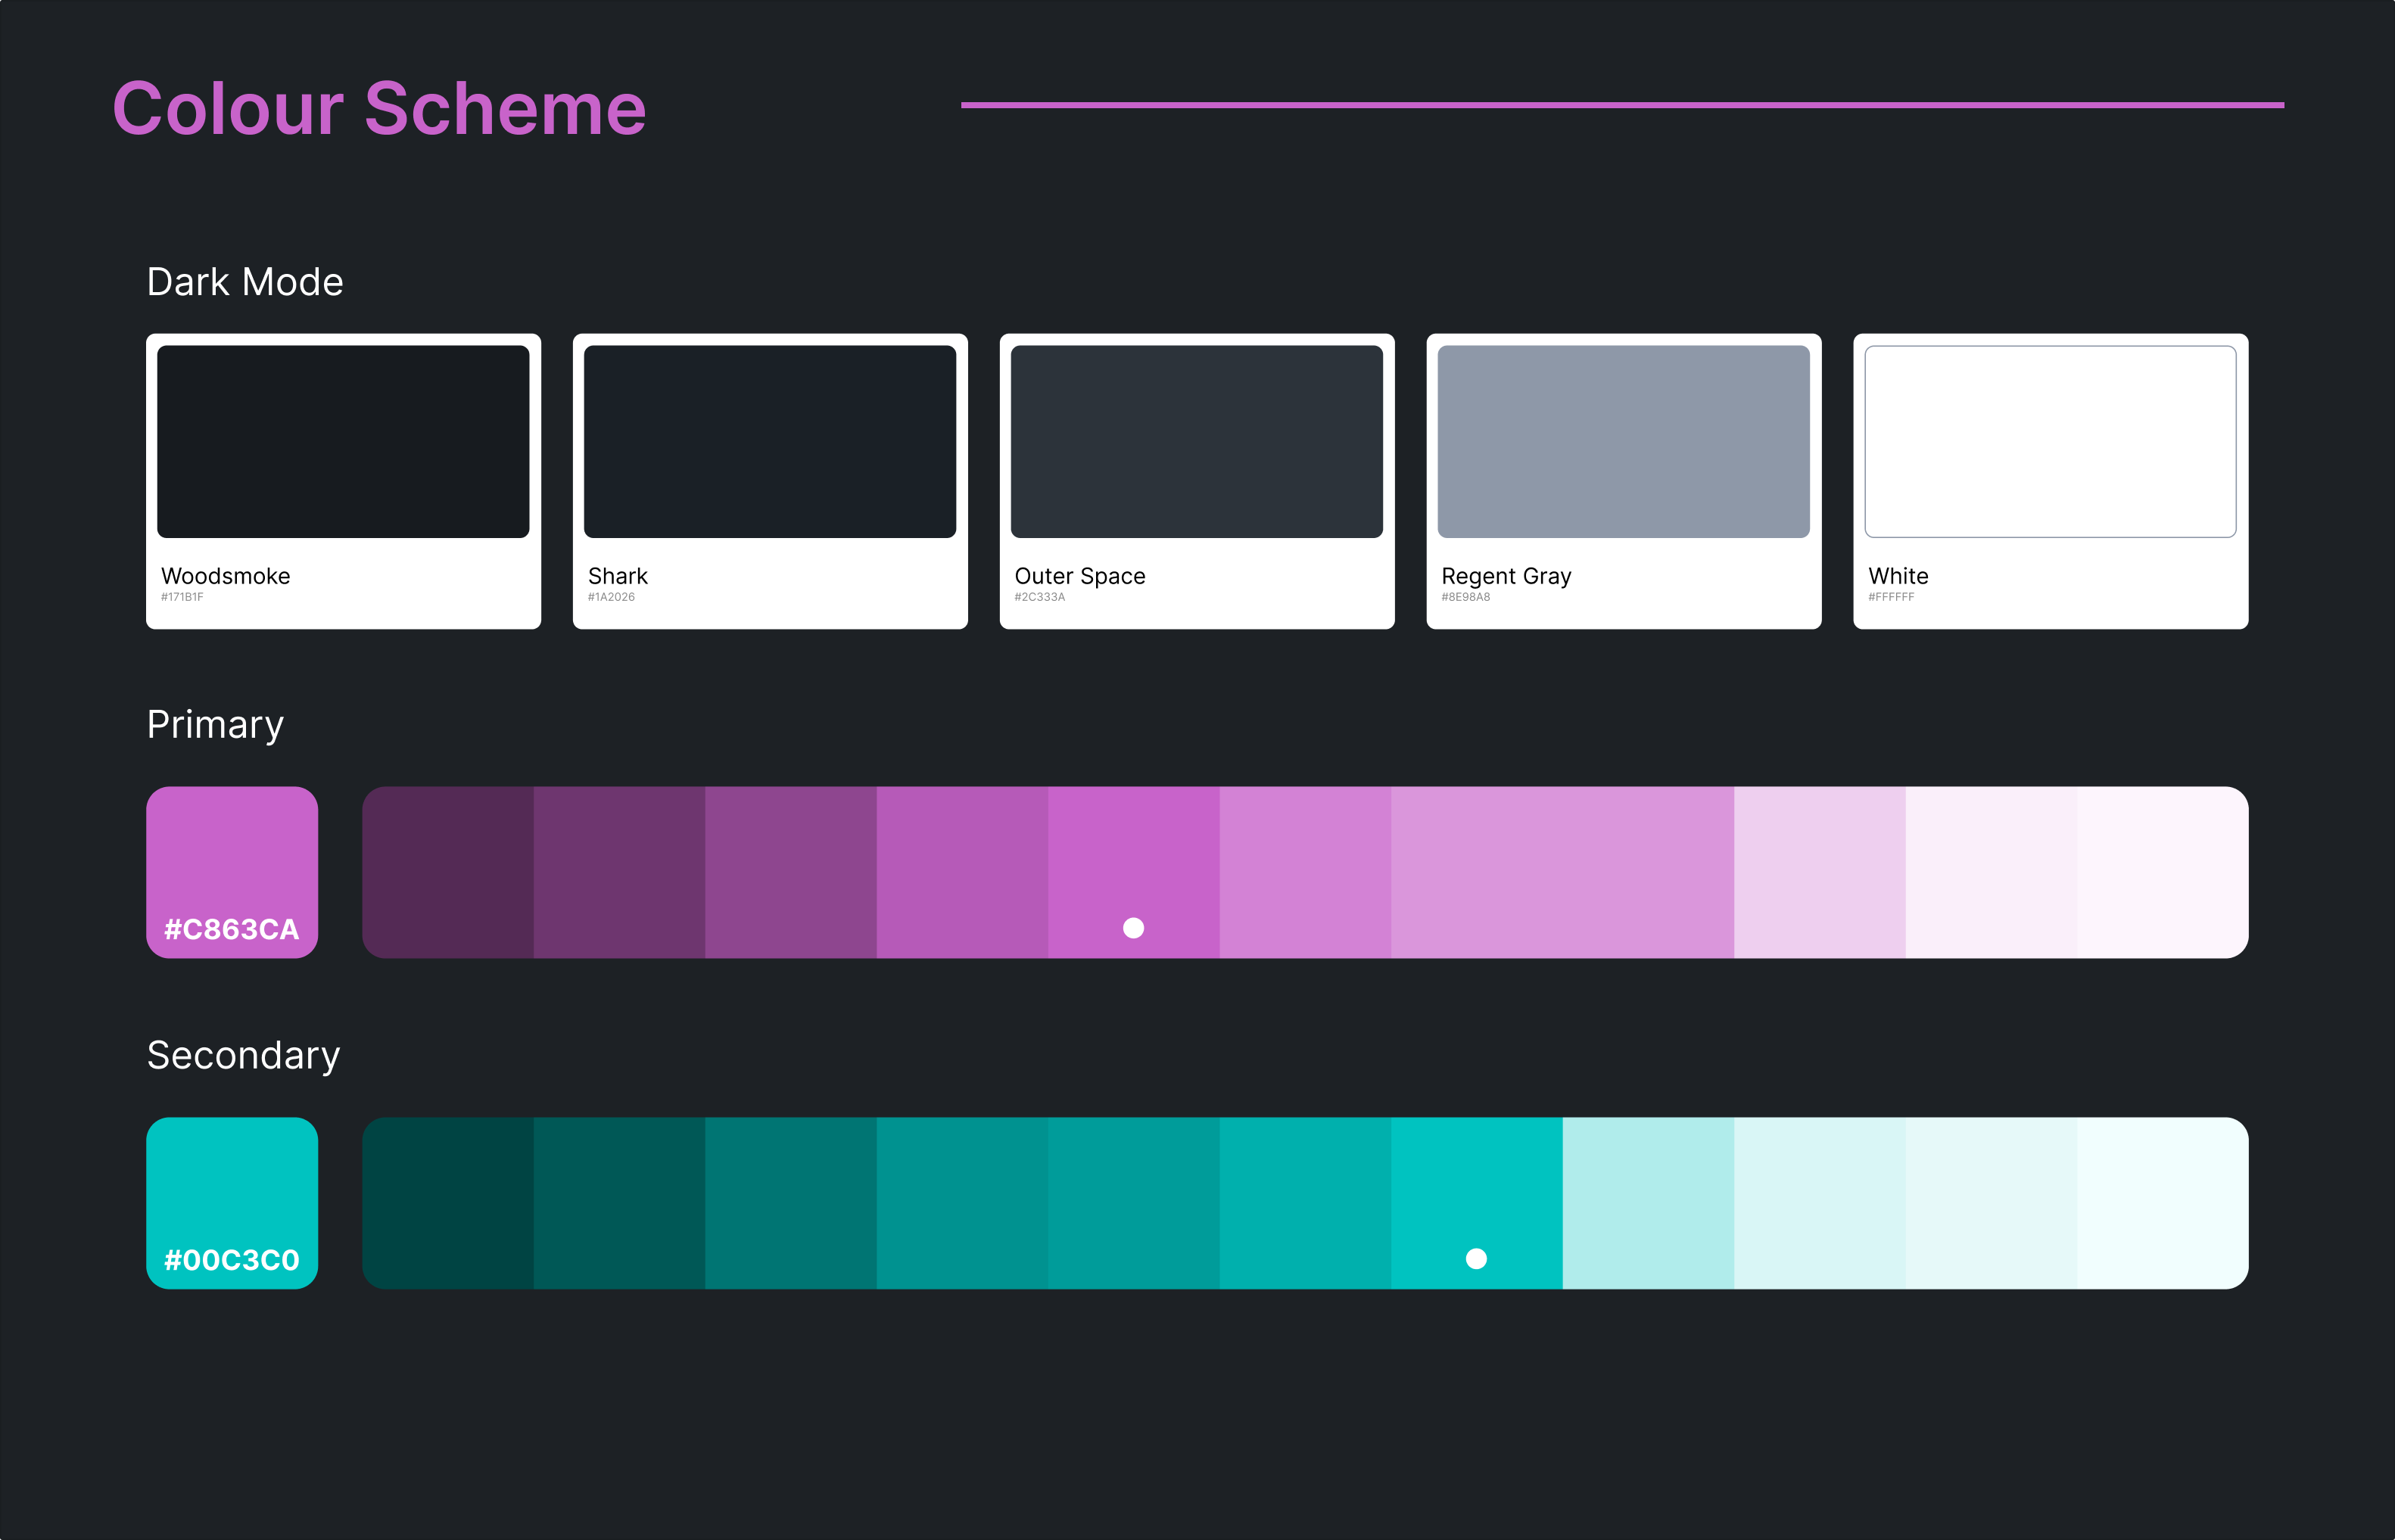 Colour Scheme
Dark Mode
Woodsmoke
#171B1F
Shark
#1A2026
Outer Space
#2C333A
Regent Gray
#8E98A8
White
#FFFFFF
Primary
#C863CA
Secondary
#00C3C0